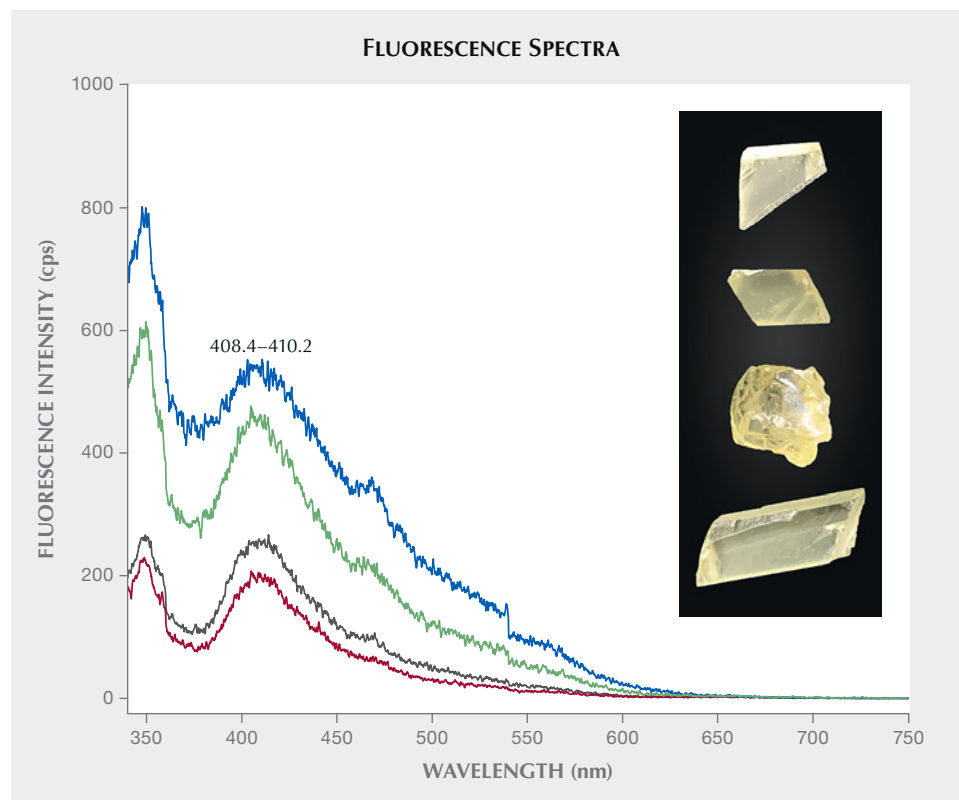 FLUORESCENCE SPECTRA
1000
800
600
400
200
0
FLUORESCENCE INTENSITY (cps)
408.4–410.2
350 400 450 500 550 600 650 700 750
WAVELENGTH (nm)